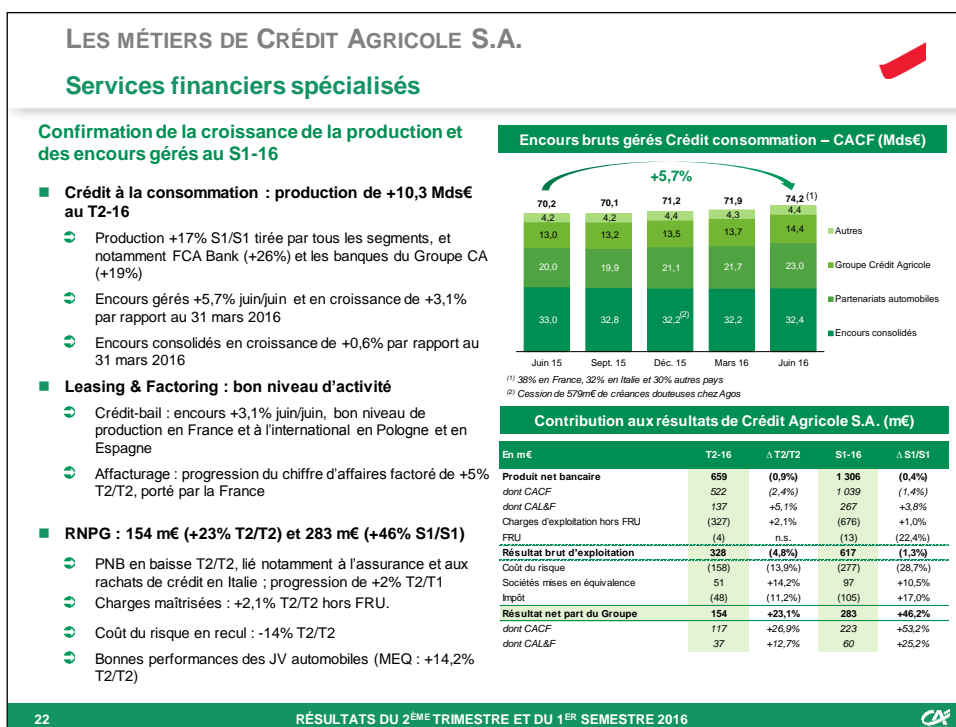 LES MÉTIERS DE CRÉDIT AGRICOLE S.A.
Services financiers spécialisés
Confirmation de la croissance de la production et
des encours gérés au S1-16
Crédit à la consommation : production de +10,3 Mds€
au T2-16
Production +17% S1/S1 tirée par tous les segments, et
notamment FCA Bank (+26%) et les banques du Groupe CA
(+19%)
Encours gérés +5,7% juin/juin et en croissance de +3,1%
par rapport au 31 mars 2016
Encours consolidés en croissance de +0,6% par rapport au
31 mars 2016
Leasing & Factoring : bon niveau d'activité
Crédit-bail : encours +3,1% juin/juin, bon niveau de
production en France et à l'international en Pologne et en
Espagne
Affacturage : progression du chiffre d'affaires factoré de +5%
T2/T2, porté par la France
RNPG : 154 m€ (+23% T2/T2) et 283 m€ (+46% S1/S1)
PNB en baisse T2/T2, lié notamment à l'assurance et aux
rachats de crédit en Italie ; progression de +2% T2/T1
Charges maîtrisées : +2,1% T2/T2 hors FRU.
Coût du risque en recul : -14% T2/T2
Bonnes performances des JV automobiles (MEQ : +14,2%
T2/T2)
Encours bruts gérés Crédit consommation – CACF (Mds€)
+5,7%
70,2 70,1 71,2 71,9 74,2 (1)
4,2 4,2 4,4 4,3 4,4
13,0 13,2 13,5 13,7 14,4
20,0 19,9 21,1 21,7 23,0
33,0 32,8 32,2 (2) 32,2 32,4
Juin 15 Sept. 15 Déc. 15 Mars 16 Juin 16
Autres
Groupe Crédit Agricole
Partenariats automobiles
Encours consolidés
(1) 38% en France, 32% en Italie et 30% autres pays
(2) Cession de 579m€ de créances douteuses chez Agos
Contribution aux résultats de Crédit Agricole S.A. (m€)
En m€ T2-16 Δ T2/T2 S1-16 Δ S1/S1
Produit net bancaire 659 (0,9%) 1 306 (0,4%)
dont CACF 522 (2,4%) 1 039 (1,4%)
dont CAL&F 137 +5,1% 267 +3,8%
Charges d'exploitation hors FRU (327) +2,1% (676) +1,0%
FRU (4) n.s. (13) (22,4%)
Résultat brut d'exploitation 328 (4,8%) 617 (1,3%)
Coût du risque (158) (13,9%) (277) (28,7%)
Sociétés mises en équivalence 51 +14,2% 97 +10,5%
Impôt (48) (11,2%) (105) +17,0%
Résultat net part du Groupe 154 +23,1% 283 +46,2%
dont CACF 117 +26,9% 223 +53,2%
dont CAL&F 37 +12,7% 60 +25,2%
22 RÉSULTATS DU 2ÈME TRIMESTRE ET DU 1ER SEMESTRE 2016